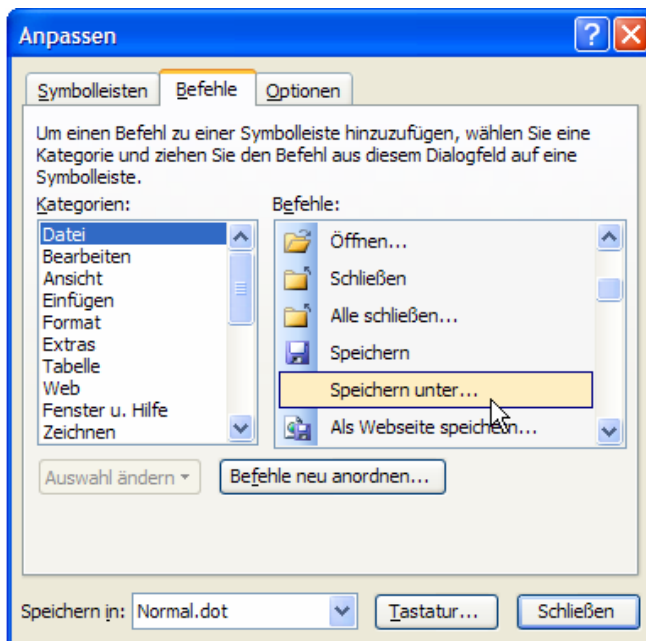 Anpassen
Symbolleisten Befehle Optionen
Um einen Befehl zu einer Symbolleiste hinzuzufügen, wählen Sie eine
Kategorie und ziehen Sie den Befehl aus diesem Dialogfeld auf eine
Symbolleiste.
Kategorien:
Datei
Bearbeiten
Ansicht
Einfügen
Format
Extras
Tabelle
Web
Fenster u. Hilfe
Zeichnen
Befehle:
Öffnen...
Schließen
Alle schließen...
Speichern
Speichern unter...
Als Webseite speichern...
Auswahl ändern Befehle neu anordnen...
Speichern in: Normal.dot Tastatur... Schließen